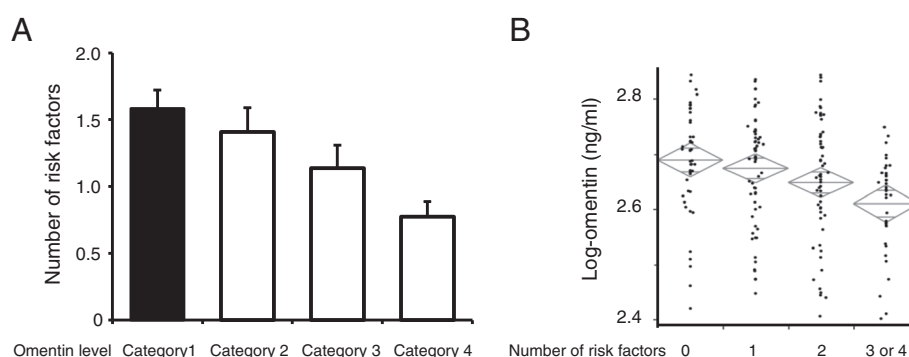 A
Number of risk factors
2.0
1.5
1.0
0.5
0
Omentin level Category1 Category 2 Category 3 Category 4
B
Log-omentin (ng/ml)
2.8
2.6
2.4
Number of risk factors 0 1 2 3 or 4